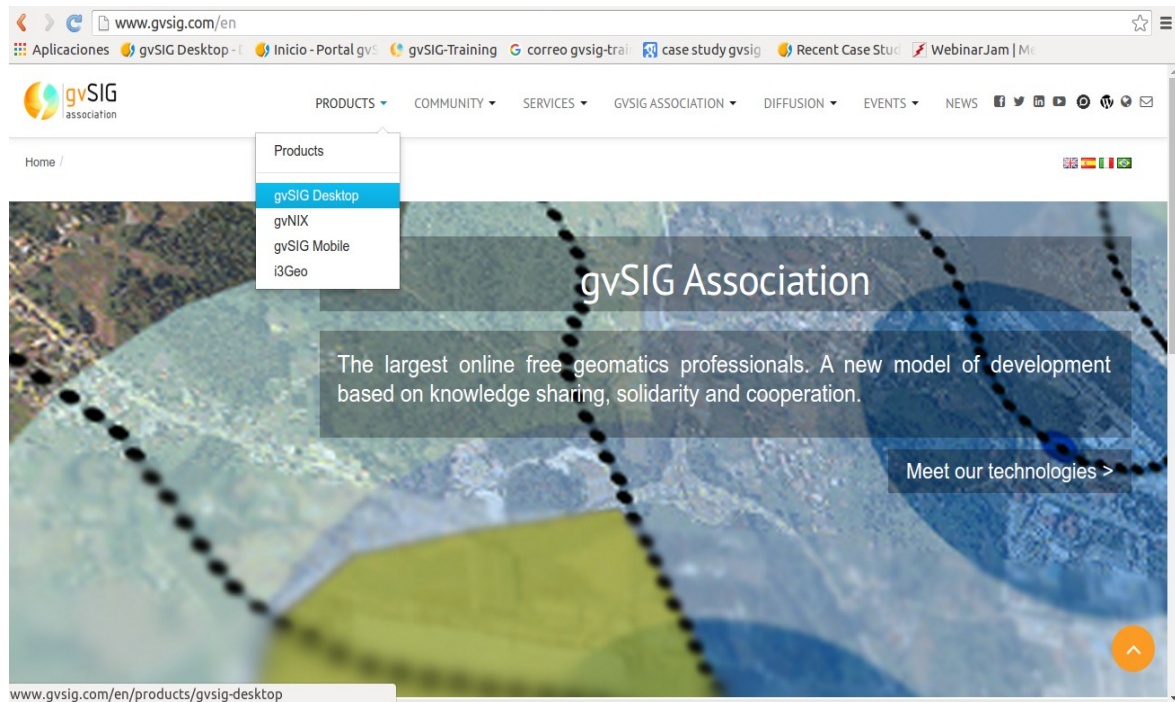 www.gvsig.com/en
Aplicaciones gvSIG Desktop - Inicio - Portal gvS gvSIG-Training correo gvsig-trai case study gvsig Recent Case Stud WebinarJam | Me
gvSIG
association
PRODUCTS COMMUNITY SERVICES GVSIG ASSOCIATION DIFFUSION EVENTS NEWS
Home /
Products
gvSIG Desktop
gvNIX
gvSIG Mobile
i3Geo
gvSIG Association
The largest online free geomatics professionals. A new model of development
based on knowledge sharing, solidarity and cooperation.
Meet our technologies >
www.gvsig.com/en/products/gvsig-desktop